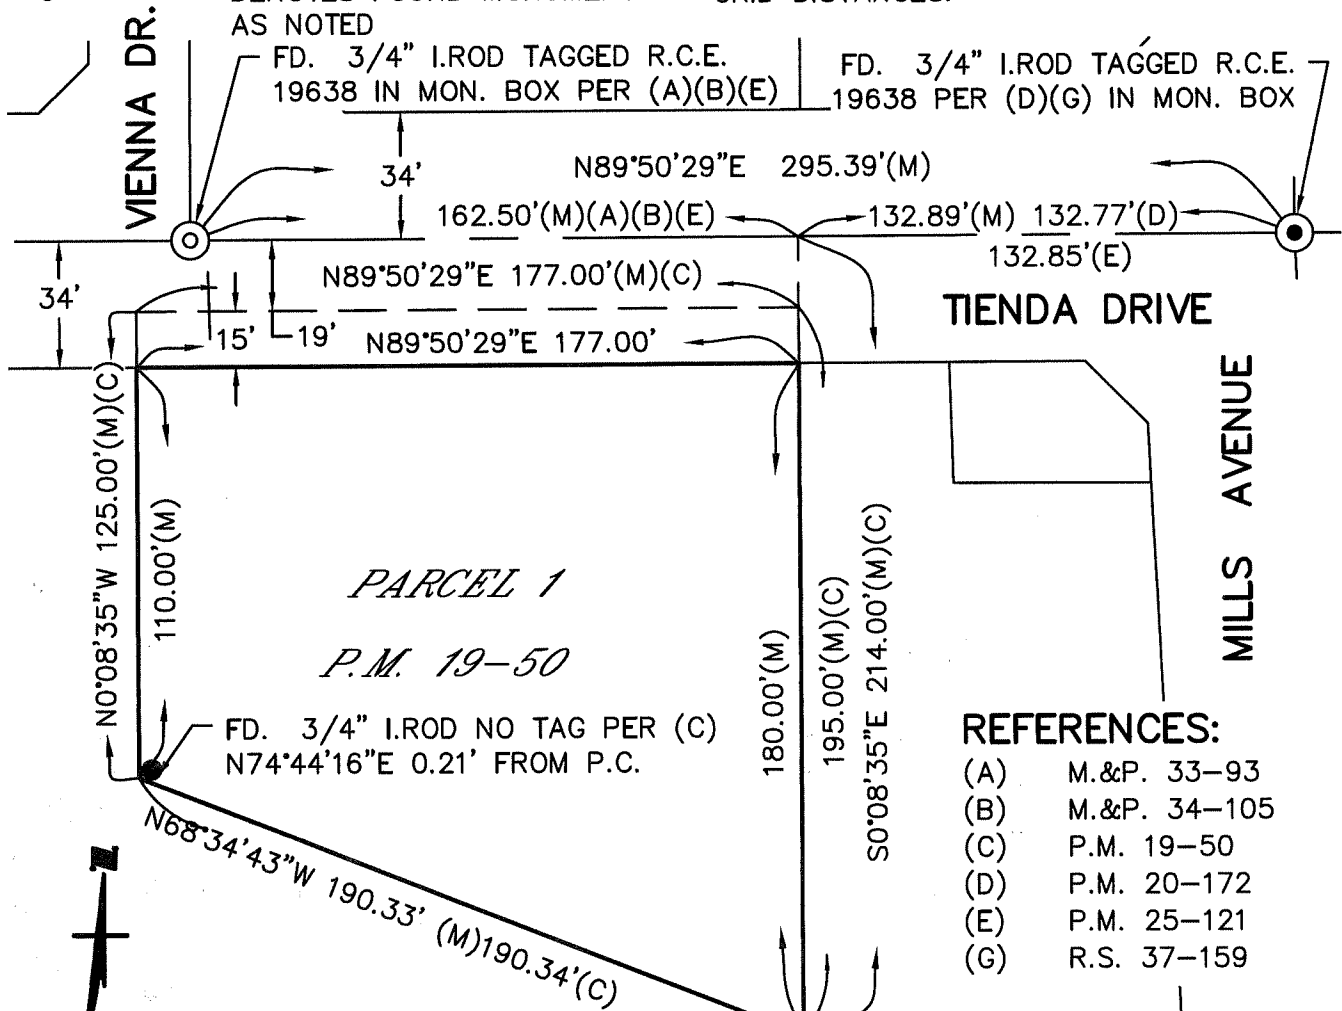 VIENNA DR.
AS NOTED
FD. 3/4" I.ROD TAGGED R.C.E.
19638 IN MON. BOX PER (A)(B)(E)
FD. 3/4" I.ROD TAGGED R.C.E.
19638 PER (D)(G) IN MON. BOX
34'
N89°50'29"E 295.39'(M)
162.50'(M)(A)(B)(E)
132.89'(M) 132.77'(D)
132.85'(E)
34'
N89°50'29"E 177.00'(M)(C)
TIENDA DRIVE
15'
19'
N89°50'29"E 177.00'
N0°08'35"W 125.00'(M)(C)
110.00'(M)
MILLS AVENUE
PARCEL 1
P.M. 19-50
180.00'(M)
195.00'(M)(C)
S0°08'35"E 214.00'(M)(C)
FD. 3/4" I.ROD NO TAG PER (C)
N74°44'16"E 0.21' FROM P.C.
N68°34'43"W 190.33' (M)190.34'(C)
REFERENCES:
(A) M.&P. 33-93
(B) M.&P. 34-105
(C) P.M. 19-50
(D) P.M. 20-172
(E) P.M. 25-121
(G) R.S. 37-159